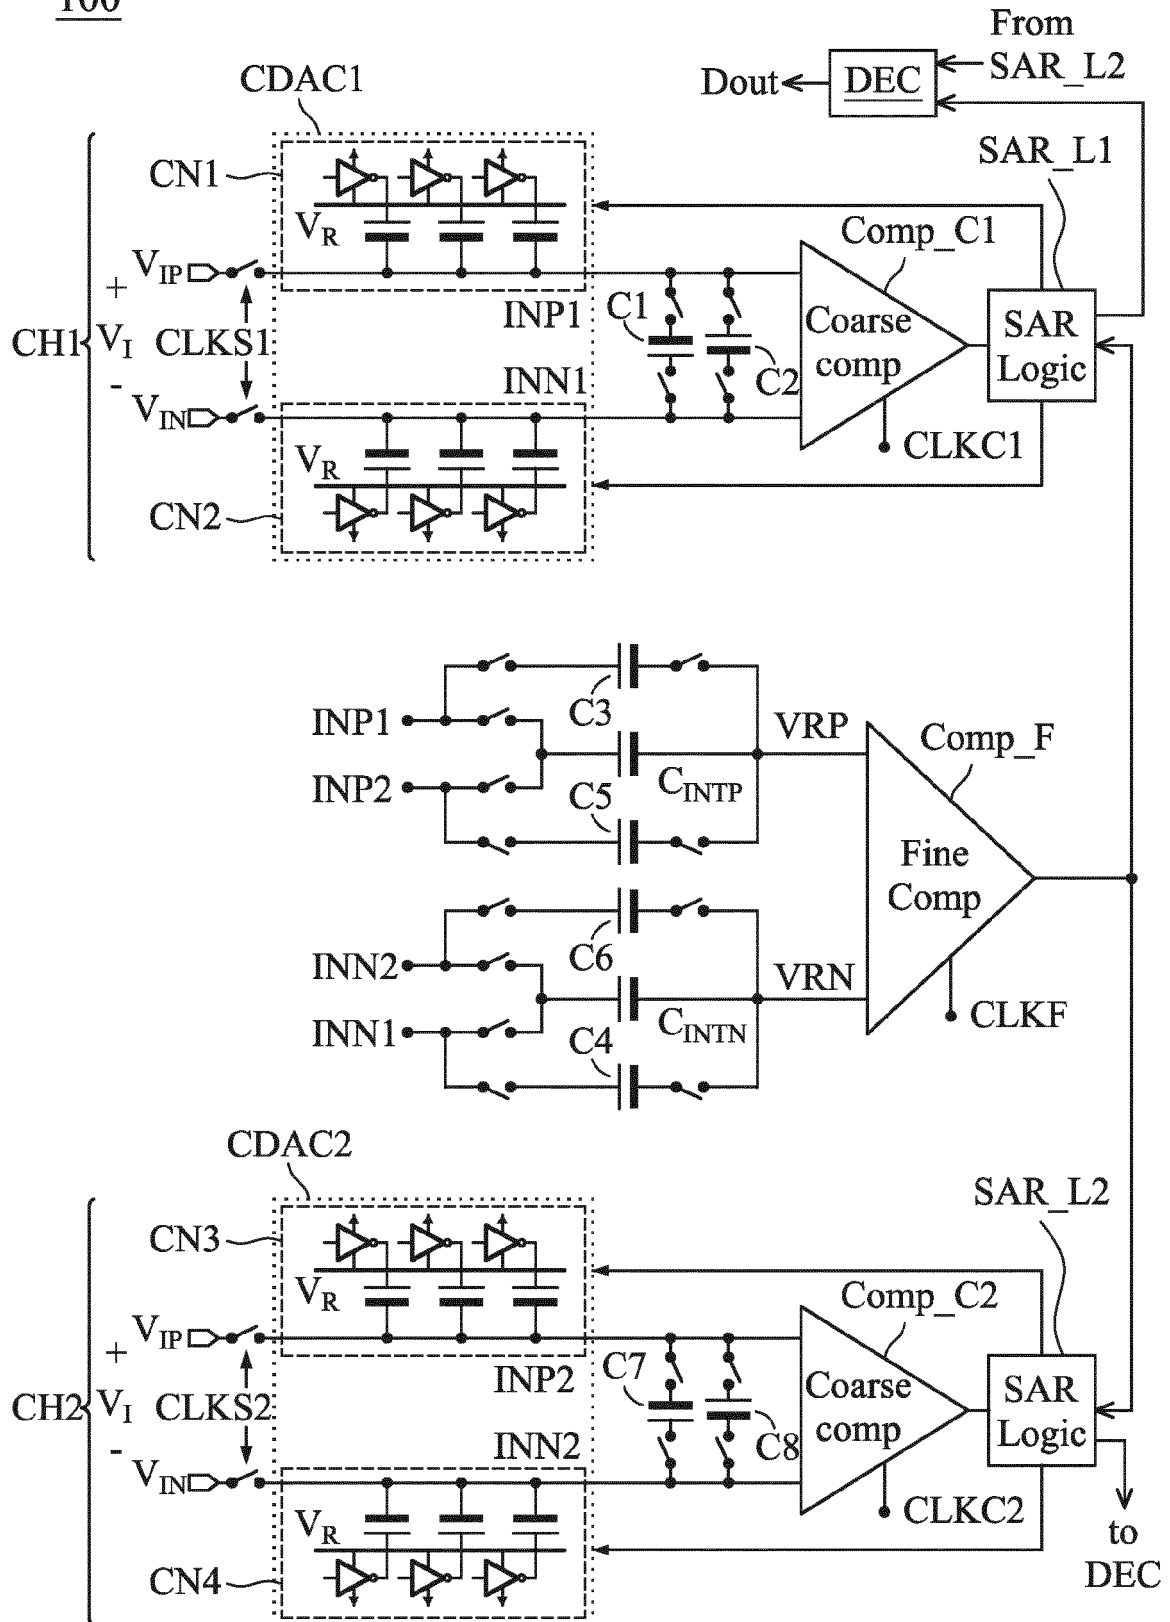 100
From
SAR_L2
DEC
Dout
CDAC1
SAR_L1
CN1
V_R
Comp_C1
V_IP
INP1
C1
Coarse
comp
SAR
Logic
CH1
+
V_I
-
CLKS1
C2
INN1
V_IN
V_R
CLKC1
CN2
C3
INP1
VRP
Comp_F
INP2
C_INTP
C5
Fine
Comp
C6
INN2
VRN
C_INTN
CLKF
INN1
C4
CDAC2
SAR_L2
CN3
V_R
Comp_C2
V_IP
INP2
C7
Coarse
comp
SAR
Logic
CH2
+
V_I
-
CLKS2
C8
INN2
V_IN
V_R
CLKC2
to
DEC
CN4